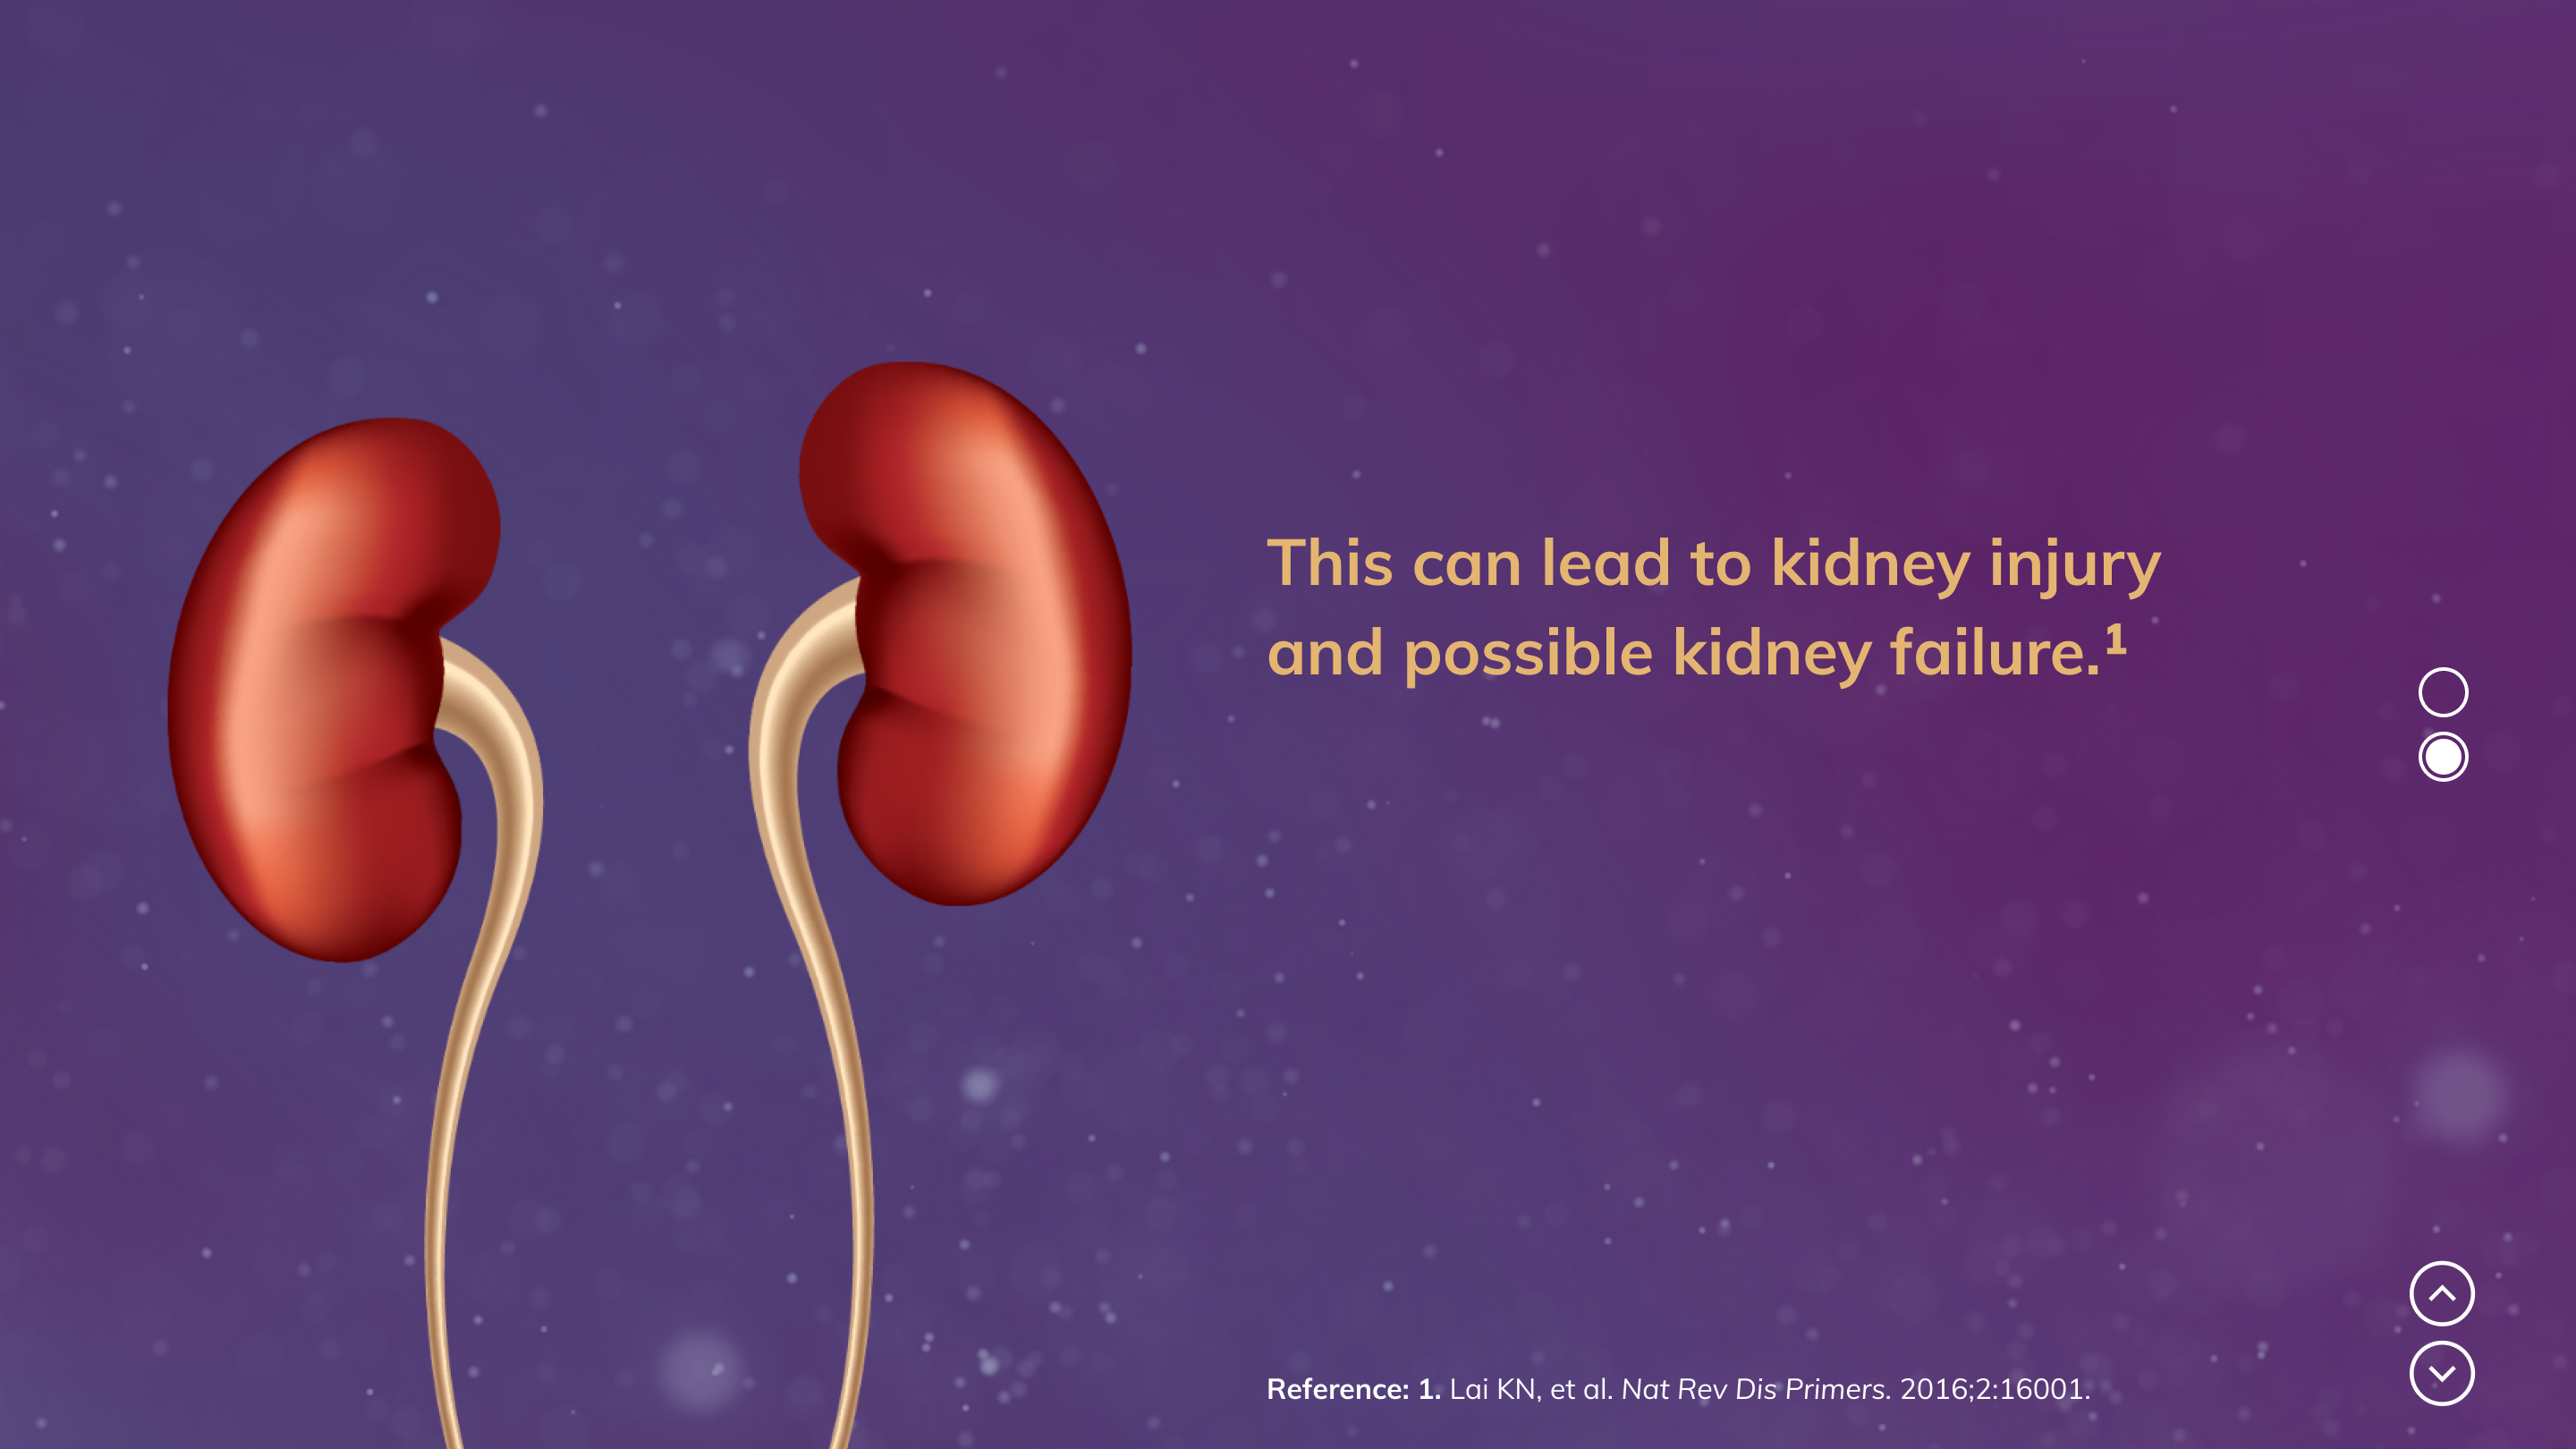 This can lead to kidney injury
and possible kidney failure.¹
Reference: 1. Lai KN, et al. Nat Rev Dis Primers. 2016;2:16001.